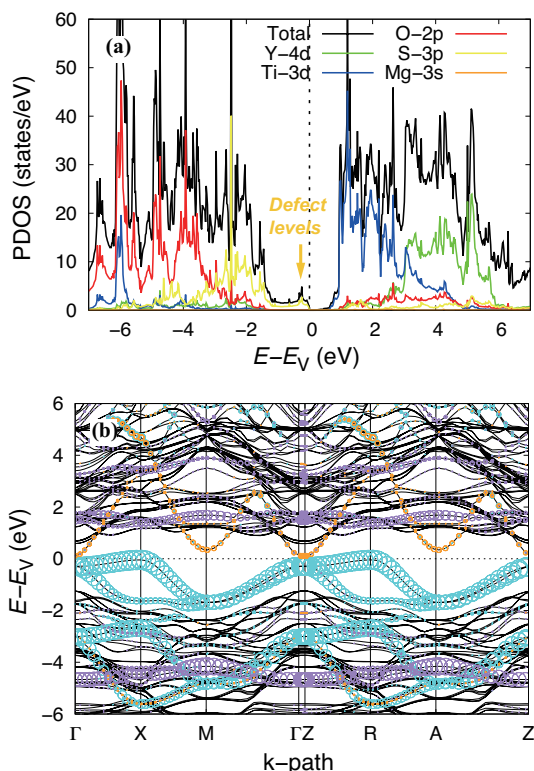 (a)
Total
O−2p
Y−4d
S−3p
Ti−3d
Mg−3s
60
50
40
30
20
10
0
PDOS (states/eV)
Defect
levels
−6 −4 −2 0 2 4 6
E−EV (eV)
(b)
6
4
2
0
−2
−4
−6
E−EV (eV)
Γ X M ΓZ R A Z
k−path